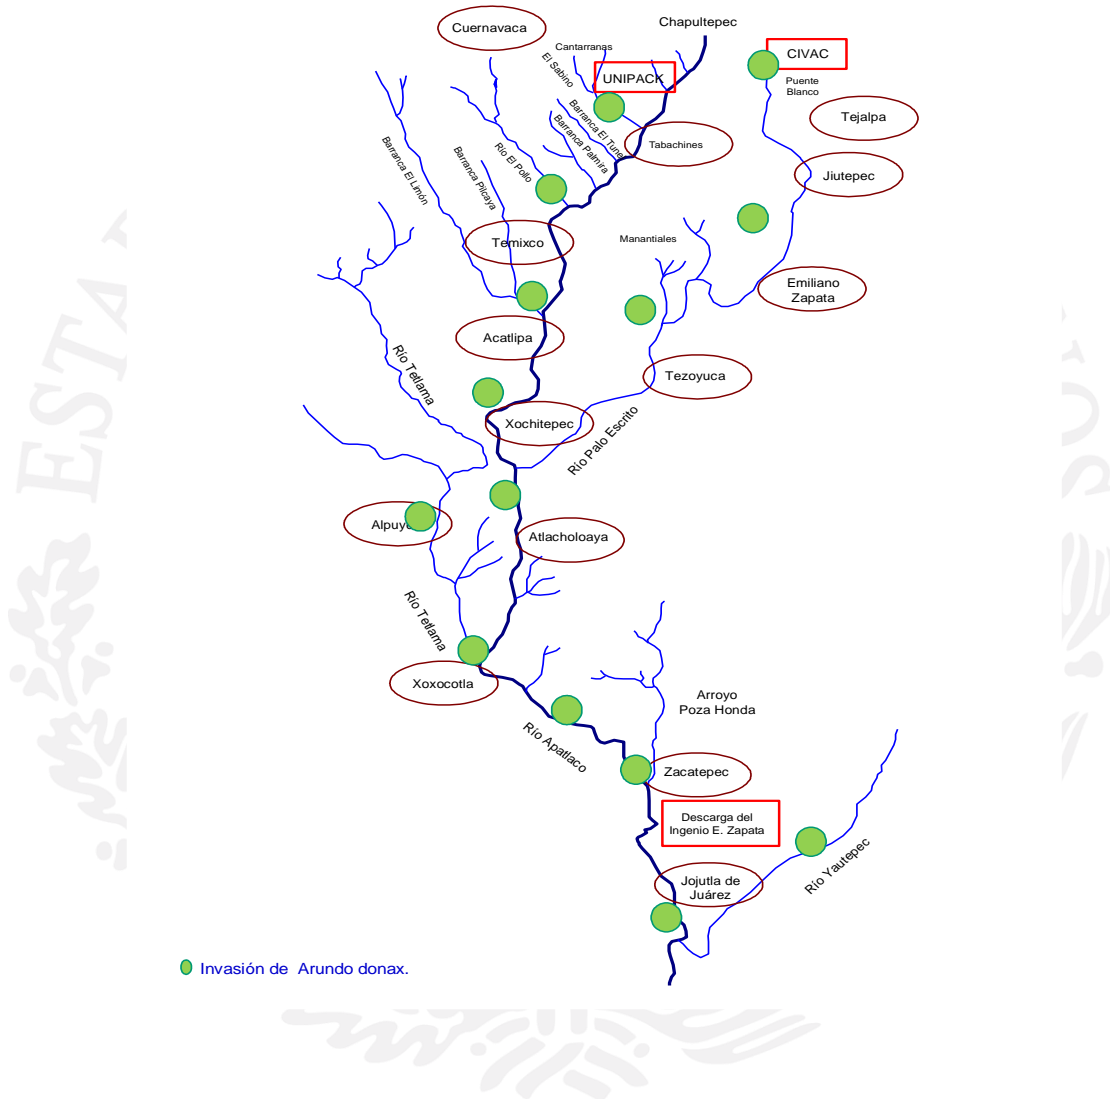 Chapultepec
Cuernavaca
Cantarranas
CIVAC
El Sabino
UNIPACK
Puente
Blanco
Tejalpa
Barranca El Tunel
Barranca Palmira
Tabachines
Barranca El Limón
Barranca Pilcaya
Río El Pollo
Jiutepec
Temixco
Manantiales
Emiliano
Zapata
Acatlipa
Río Tetlama
Tezoyuca
Xochitepec
Río Palo Escrito
Alpuye
Atlacholoaya
Río Tetlama
Xoxocotla
Arroyo
Poza Honda
Río Apatlaco
Zacatepec
Descarga del
Ingenio E. Zapata
Río Yautepec
Jojutla de
Juárez
Invasión de Arundo donax.